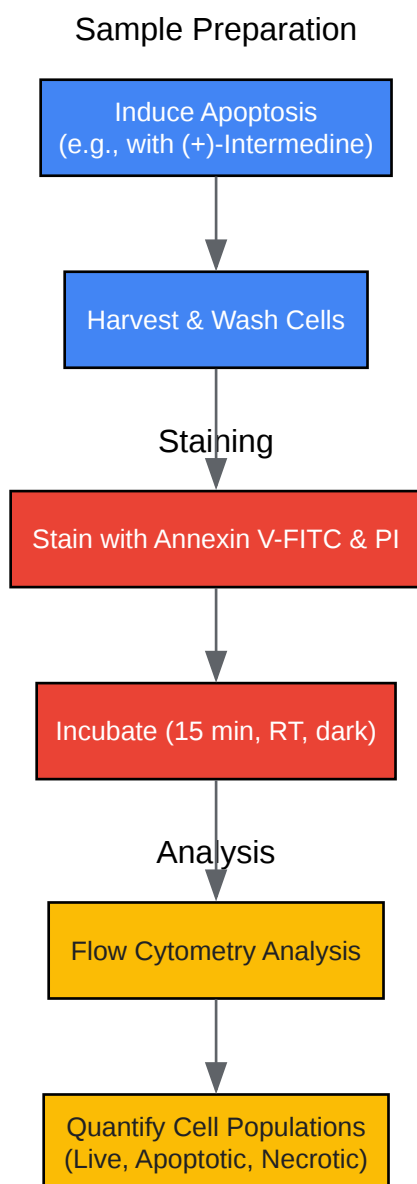 Sample Preparation
Induce Apoptosis
(e.g., with (+)-Intermedine)
Harvest & Wash Cells
Staining
Stain with Annexin V-FITC & PI
Incubate (15 min, RT, dark)
Analysis
Flow Cytometry Analysis
Quantify Cell Populations
(Live, Apoptotic, Necrotic)